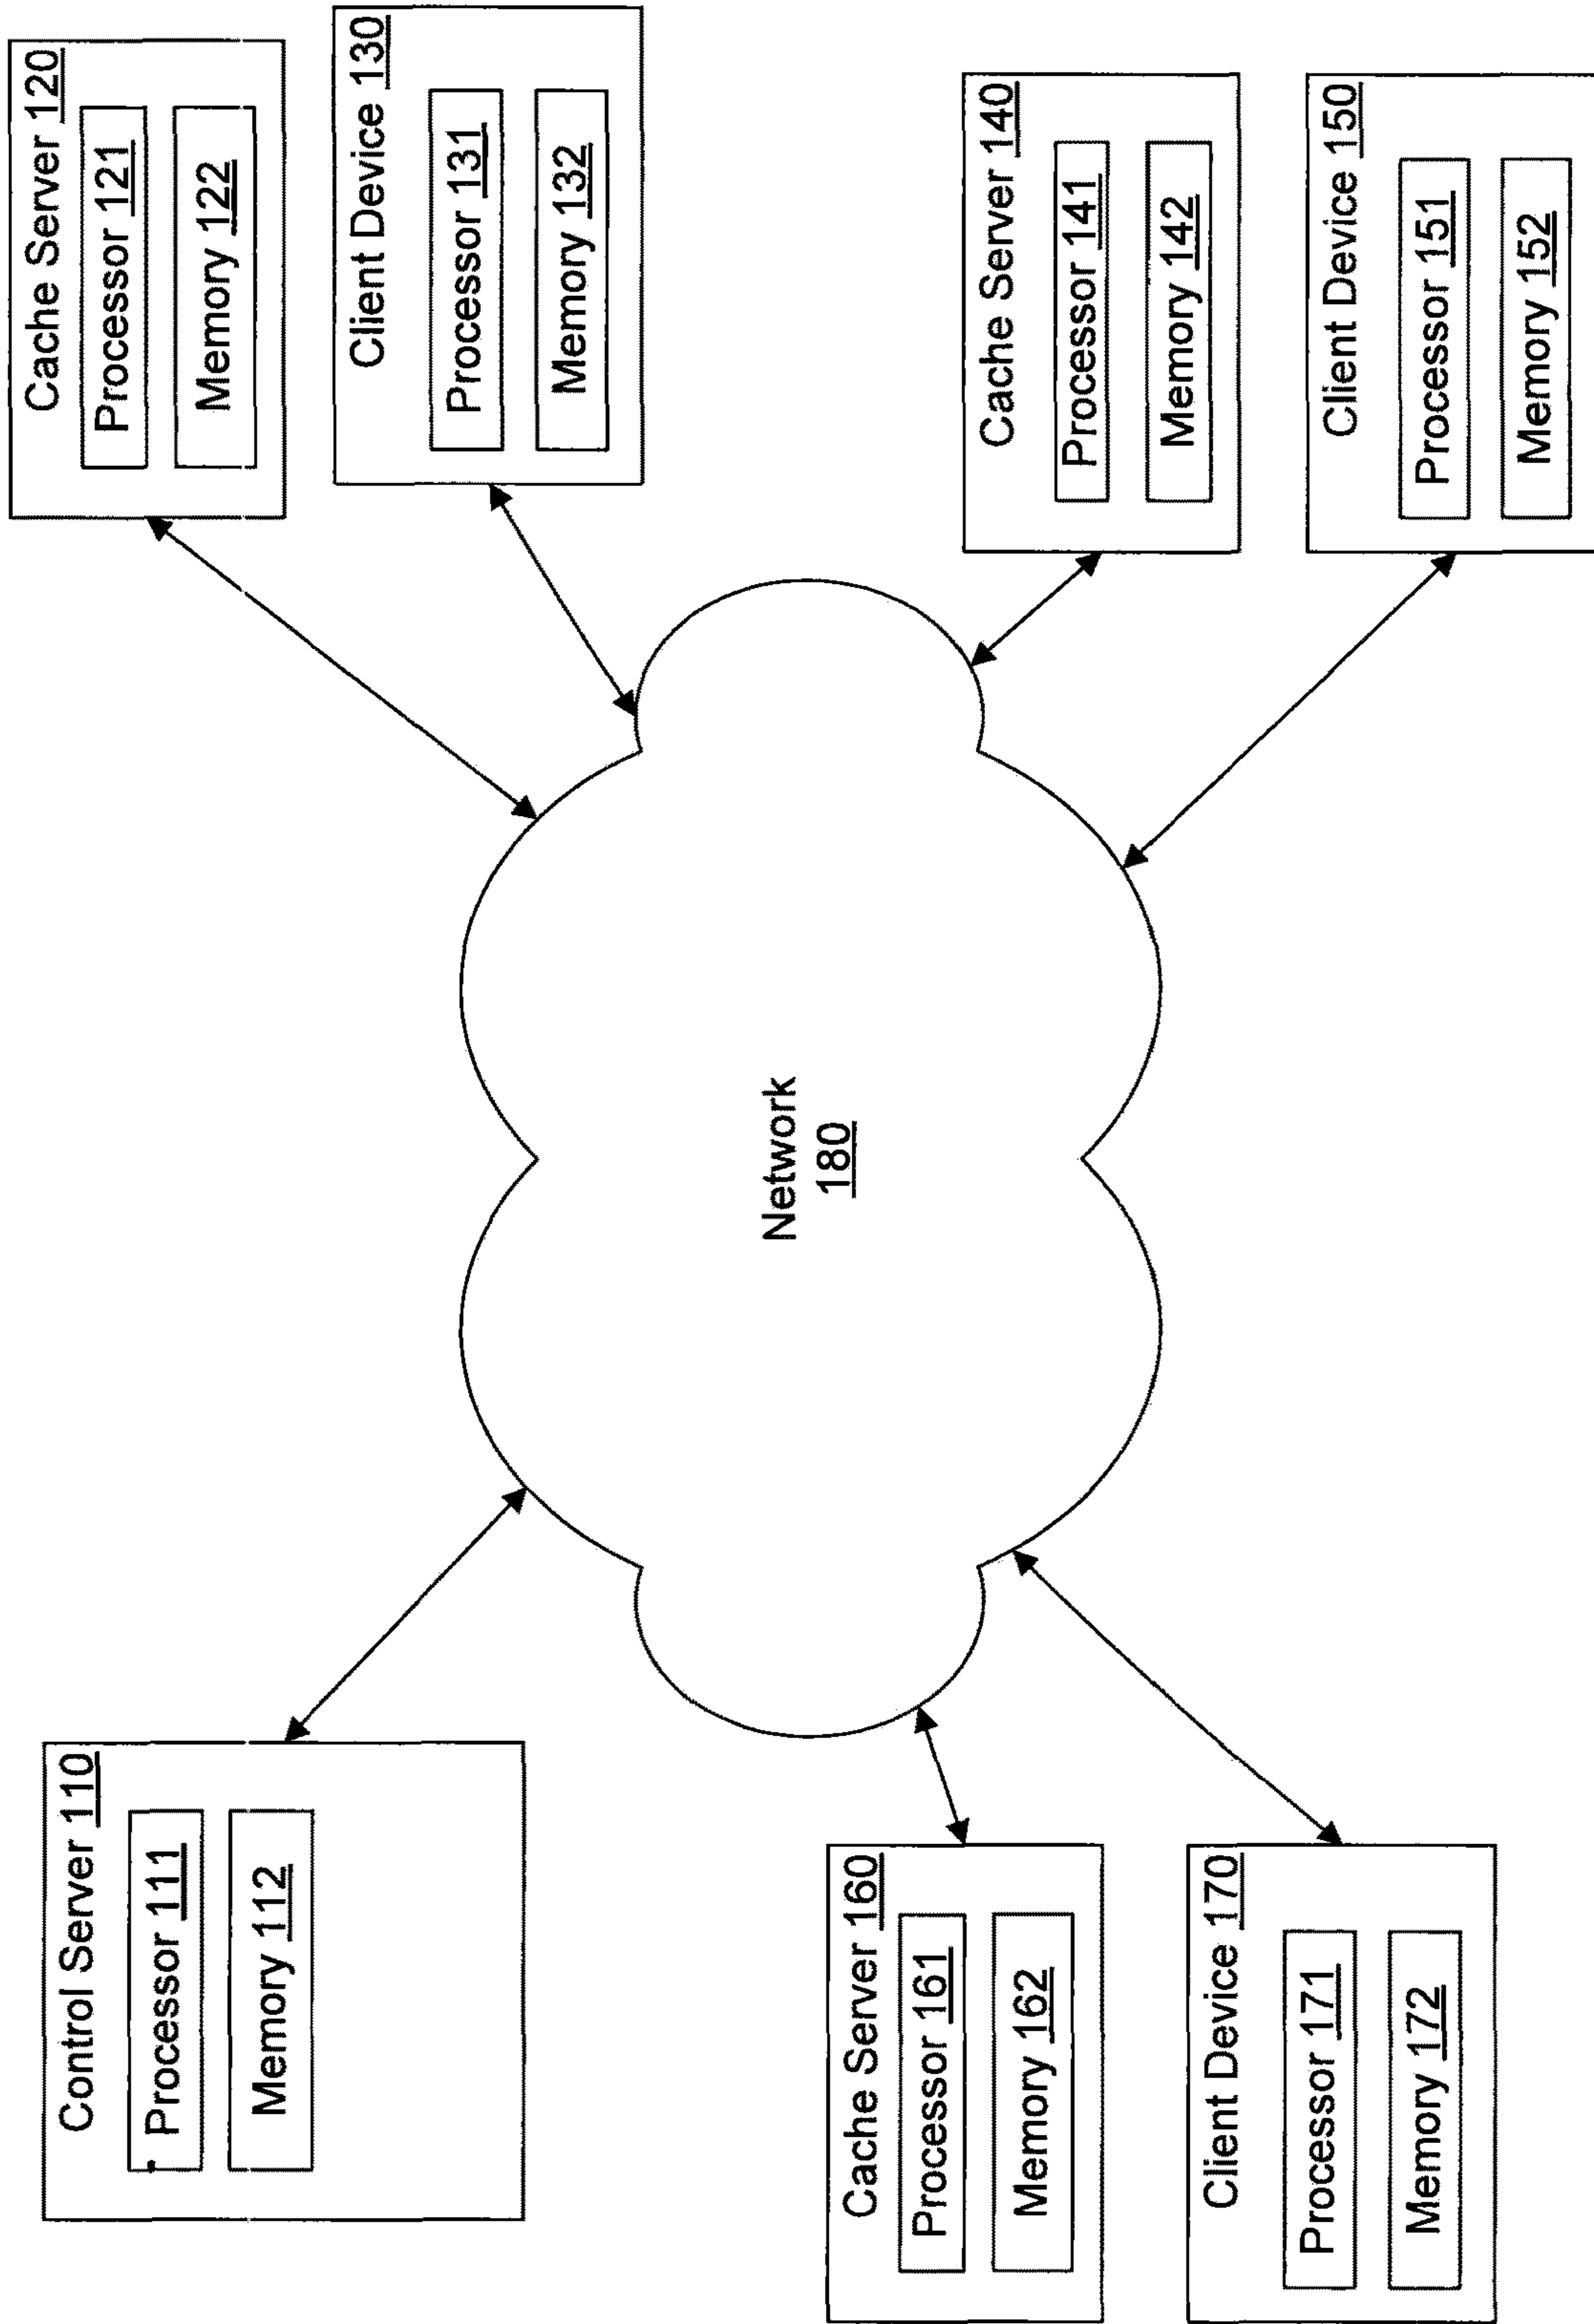 Control Server 110
Processor 111
Memory 112
Cache Server 120
Processor 121
Memory 122
Client Device 130
Processor 131
Memory 132
Network
180
Cache Server 140
Processor 141
Memory 142
Client Device 150
Processor 151
Memory 152
Cache Server 160
Processor 161
Memory 162
Client Device 170
Processor 171
Memory 172